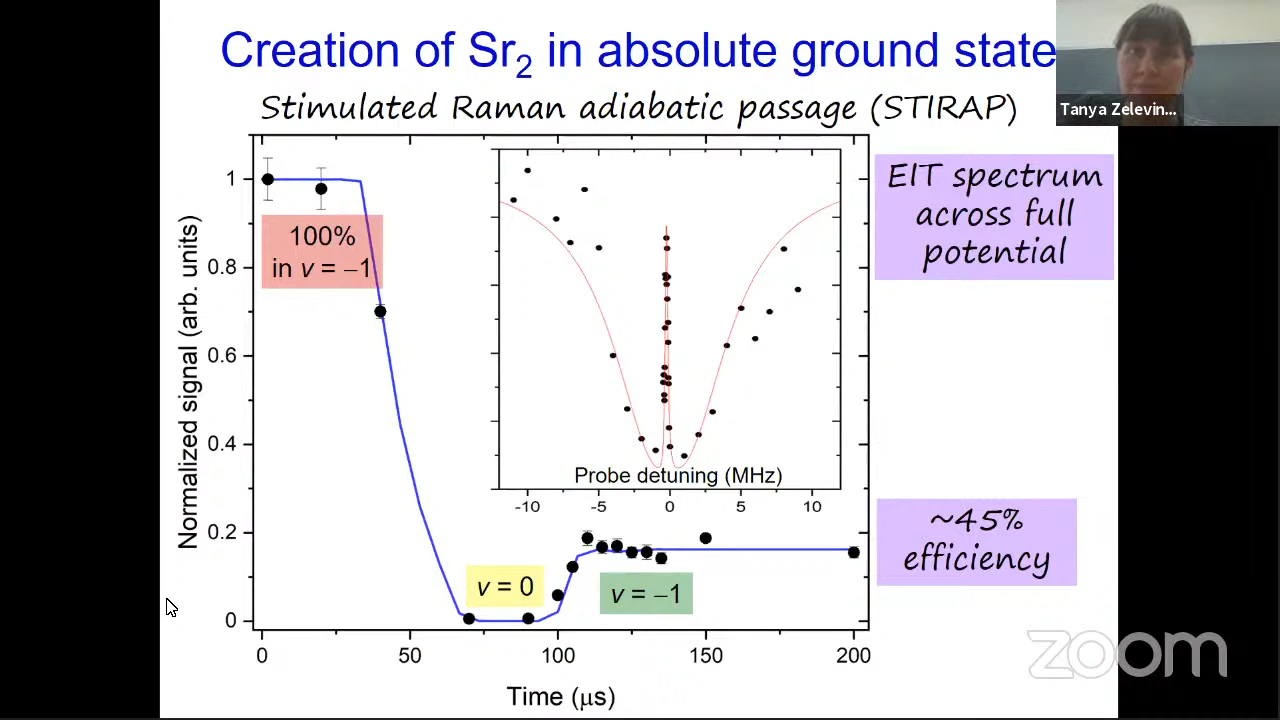 Creation of Sr2 in absolute ground state
Tanya Zelevin...
Stimulated Raman adiabatic passage (STIRAP)
EIT spectrum
across full
potential
100%
in v = −1
Normalized signal (arb. units)
1
0.8
0.6
0.4
0.2
0
Probe detuning (MHz)
-10
-5
0
5
10
~45%
efficiency
v = 0
v = −1
0
50
100
150
200
Time (μs)
zoom